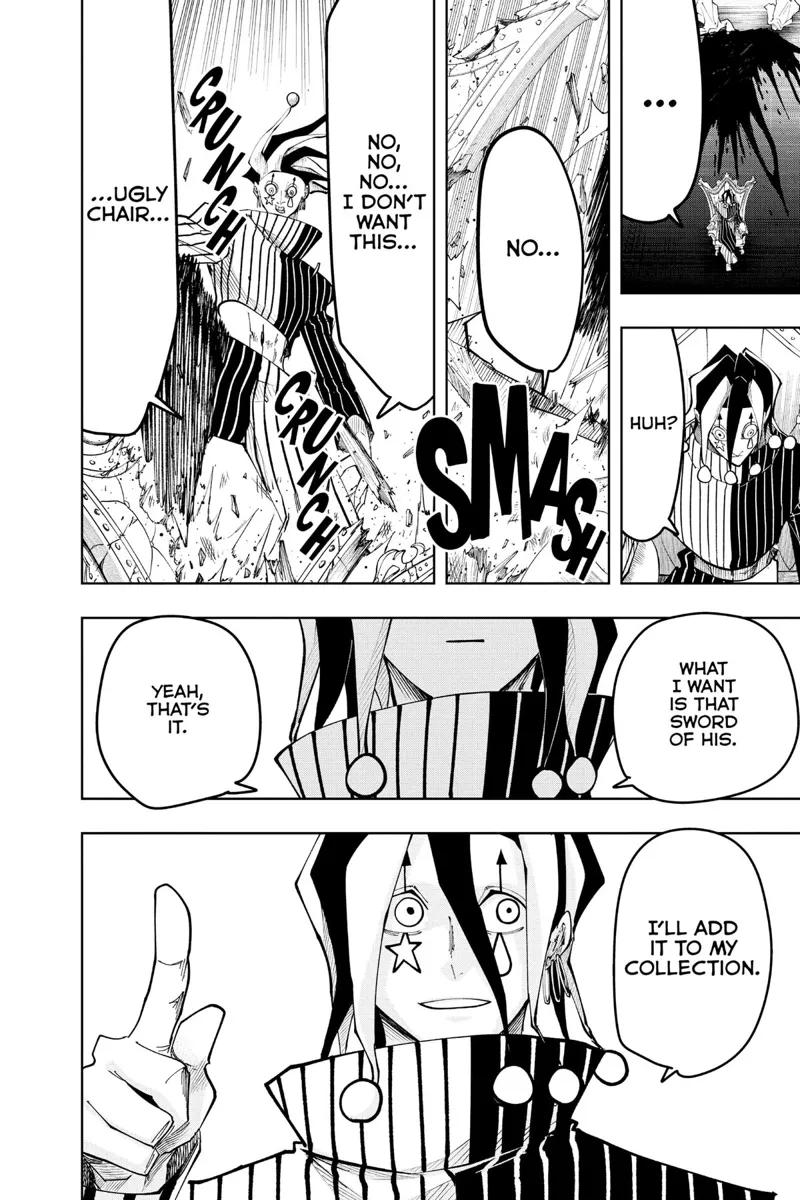 ...
HUH?
NO...
SMASH
NO,
NO,
NO...
I DON'T
WANT
THIS...
CRUNCH
...UGLY
CHAIR...
CRUNCH
WHAT
I WANT
IS THAT
SWORD
OF HIS.
YEAH,
THAT'S
IT.
I'LL ADD
IT TO MY
COLLECTION.